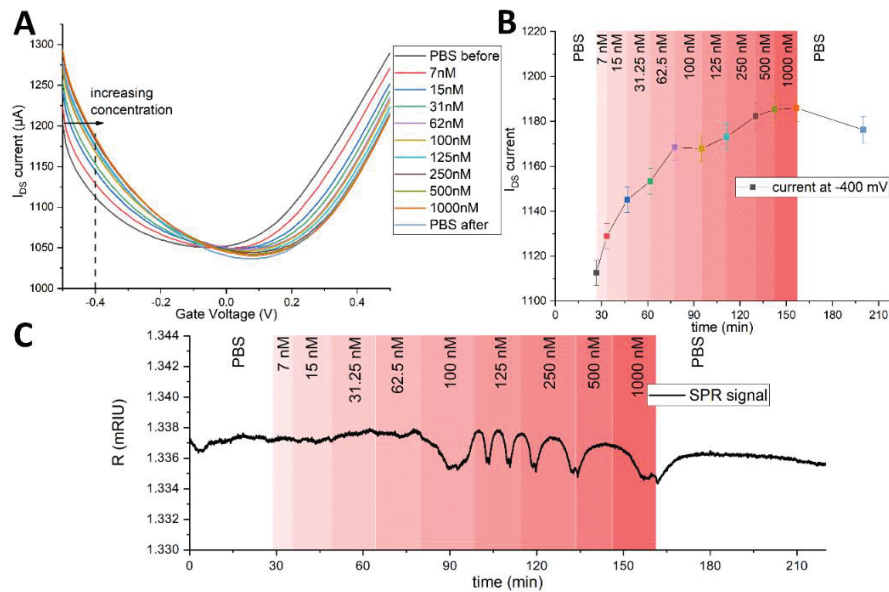 A
1300
1250
1200
1150
1100
1050
1000
I_DS current (µA)
increasing
concentration
-0.4
-0.2
0.0
0.2
0.4
Gate Voltage (V)
PBS before
7nM
15nM
31nM
62nM
100nM
125nM
250nM
500nM
1000nM
PBS after
B
1220
1200
1180
1160
1140
1120
1100
I_DS current
PBS
7 nM
15 nM
31.25 nM
62.5 nM
100 nM
125 nM
250 nM
500 nM
1000 nM
PBS
current at -400 mV
0
30
60
90
120
150
180
210
time (min)
C
1.344
1.342
1.340
1.338
1.336
1.334
1.332
1.330
R (mRIU)
PBS
7 nM
15 nM
31.25 nM
62.5 nM
100 nM
125 nM
250 nM
500 nM
1000 nM
PBS
SPR signal
0
30
60
90
120
150
180
210
time (min)